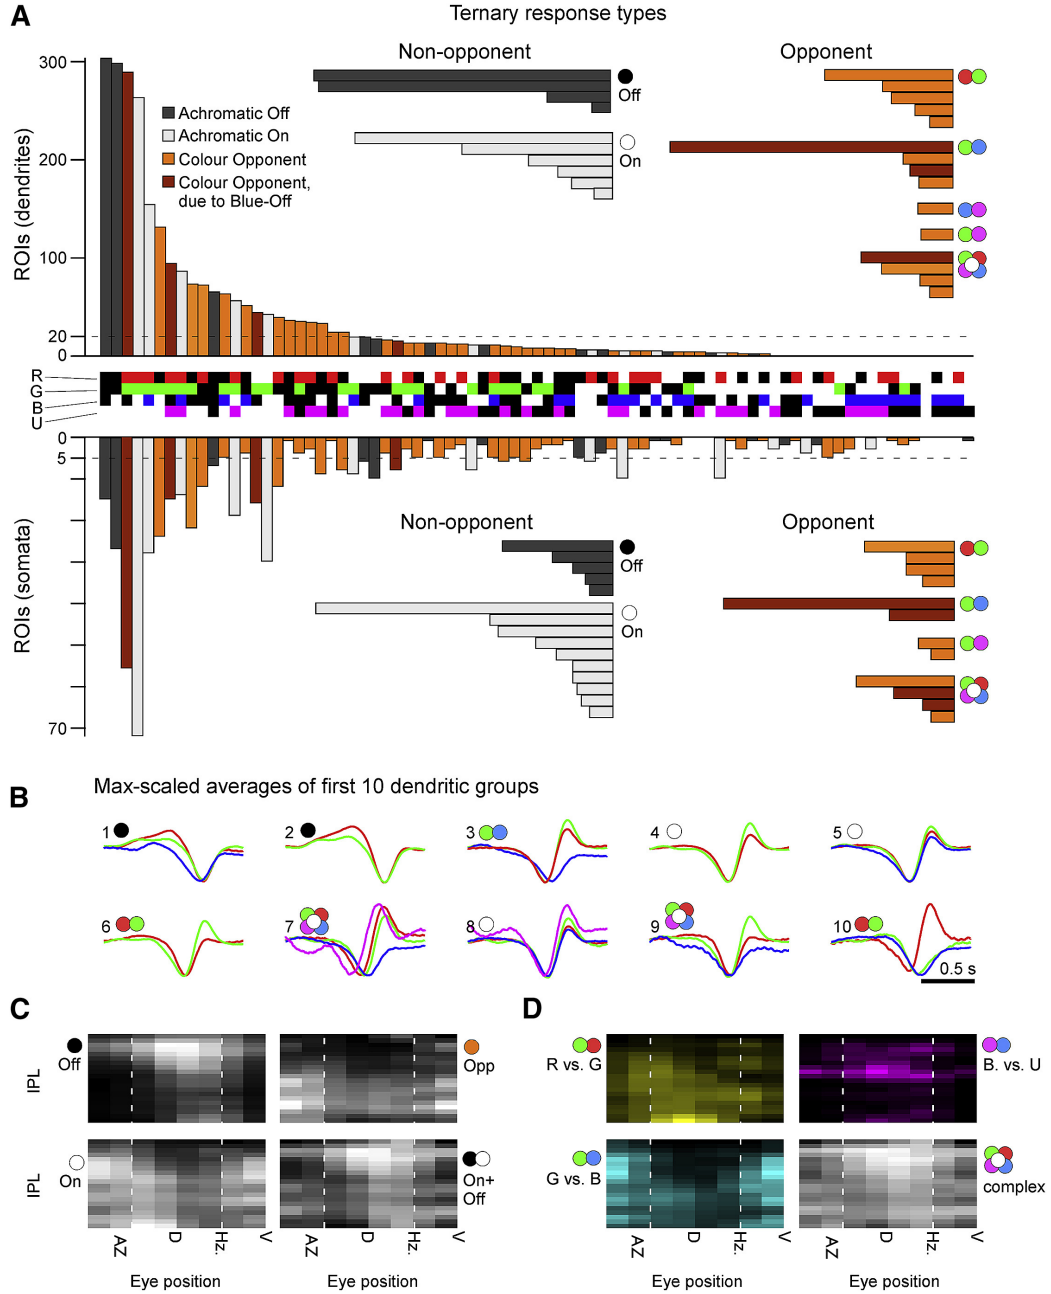 A
Ternary response types
Non-opponent
Opponent
300
Off
Achromatic Off
Achromatic On
Colour Opponent
Colour Opponent,
due to Blue-Off
On
200
ROIs (dendrites)
100
20
0
R
G
B
U
0
5
Non-opponent
Opponent
Off
On
ROIs (somata)
70
B
Max-scaled averages of first 10 dendritic groups
1
2
3
4
5
6
7
8
9
10
0.5 s
C
D
IPL
Off
Opp
R vs. G
B. vs. U
IPL
On
On+
Off
G vs. B
complex
AZ
D
Hz.
V
AZ
D
Hz.
V
AZ
D
Hz.
V
AZ
D
Hz.
V
Eye position
Eye position
Eye position
Eye position